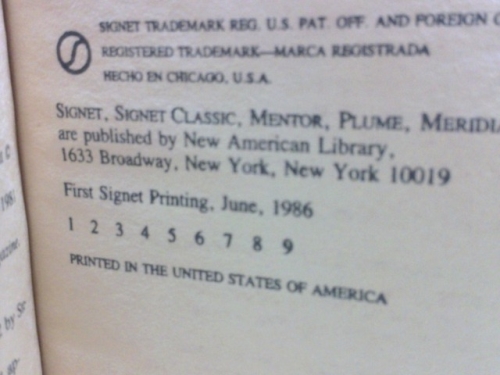 SIGNET TRADEMARK REG. U.S. PAT. OFF. AND FOREIGN
REGISTERED TRADEMARK—MARCA REGISTRADA
HECHO EN CHICAGO, U.S.A.
SIGNET, SIGNET CLASSIC, MENTOR, PLUME,
are published by New American Library,
1633 Broadway, New York, New York 10019
First Signet Printing, June, 1986
1 2 3 4 5 6 7 8 9
PRINTED IN THE UNITED STATES OF AMERICA